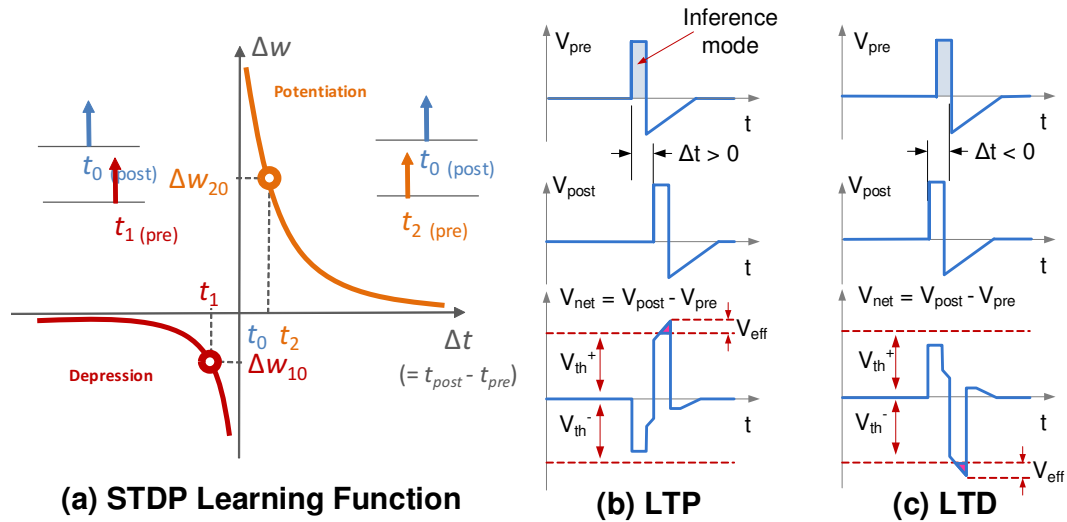 Δw
Potentiation
t0 (post)
t1 (pre)
Δw20
t0 (post)
t2 (pre)
t1
t0
t2
Δt
Δw10
Depression
(= tpost - tpre)
(a) STDP Learning Function
Inference
mode
Vpre
t
Δt > 0
Vpost
t
Vnet = Vpost - Vpre
Veff
Vth+
Vth-
t
(b) LTP
Vpre
t
Δt < 0
Vpost
t
Vnet = Vpost - Vpre
Vth+
Vth-
t
Veff
(c) LTD